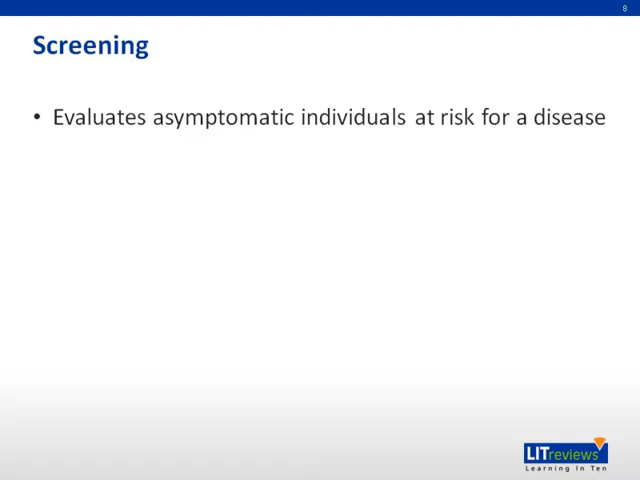 8
Screening
• Evaluates asymptomatic individuals at risk for a disease
LITreviews
Learning In Ten